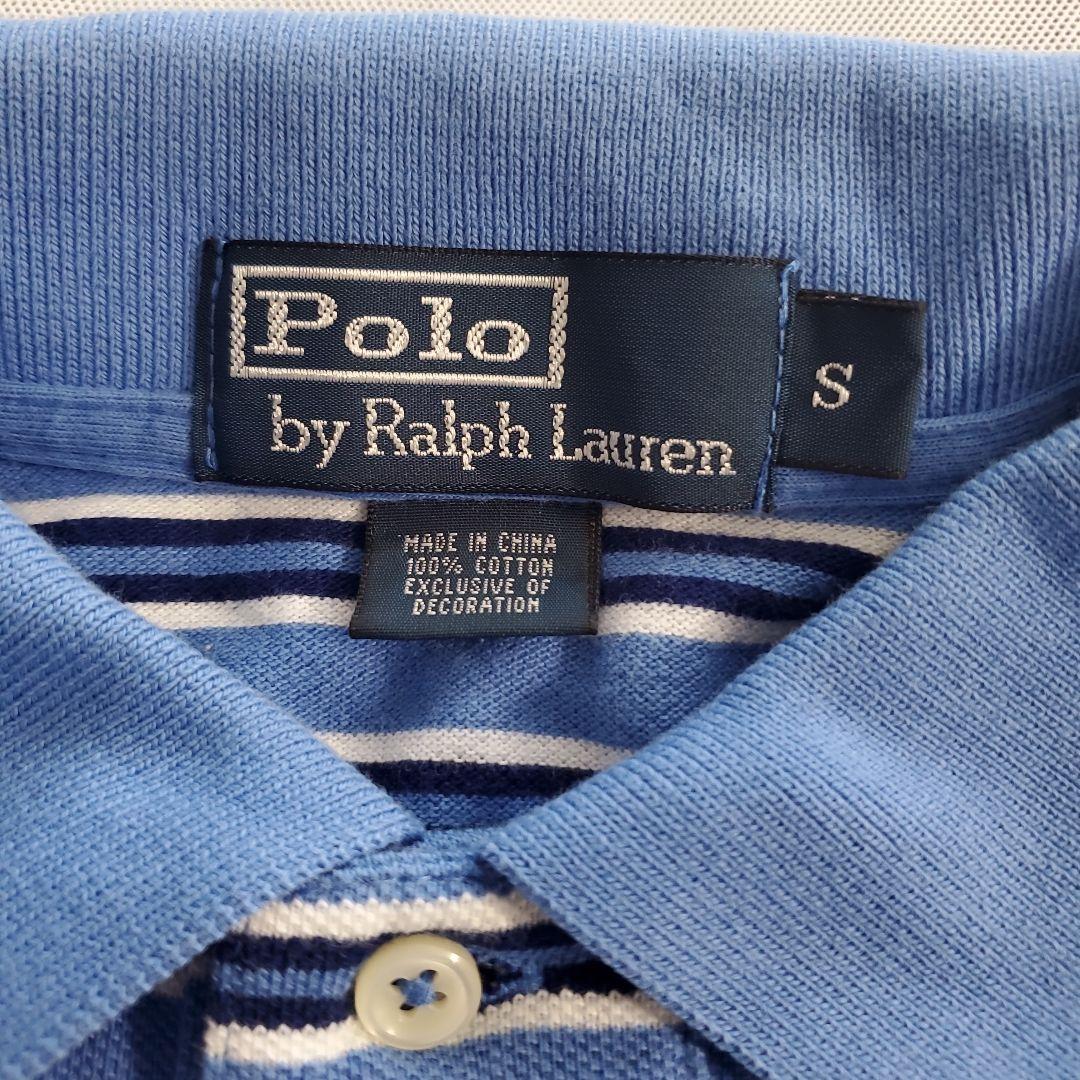 Polo
by Ralph Lauren
S
MADE IN CHINA
100% COTTON
EXCLUSIVE OF
DECORATION